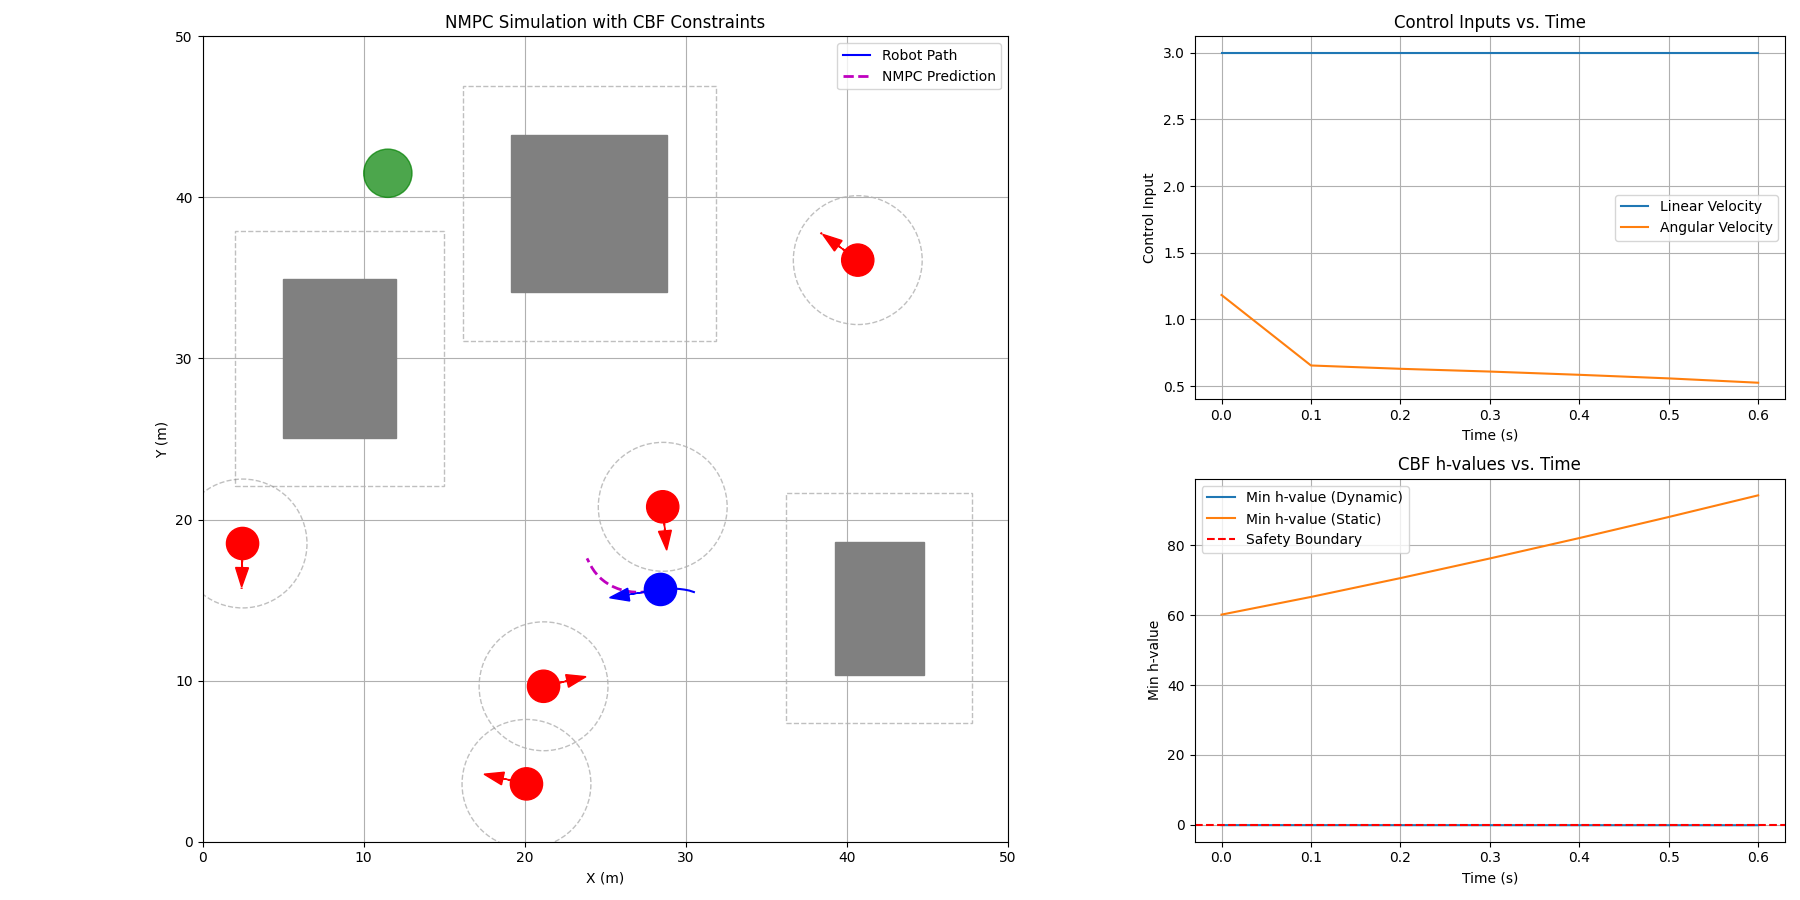 NMPC Simulation with CBF Constraints
50
40
30
20
10
0
Y (m)
Robot Path
NMPC Prediction
0 10 20 30 40 50
X (m)
Control Inputs vs. Time
3.0
2.5
2.0
1.5
1.0
0.5
Control Input
Linear Velocity
Angular Velocity
0.0 0.1 0.2 0.3 0.4 0.5 0.6
Time (s)
CBF h-values vs. Time
80
60
40
20
0
Min h-value
Min h-value (Dynamic)
Min h-value (Static)
Safety Boundary
0.0 0.1 0.2 0.3 0.4 0.5 0.6
Time (s)